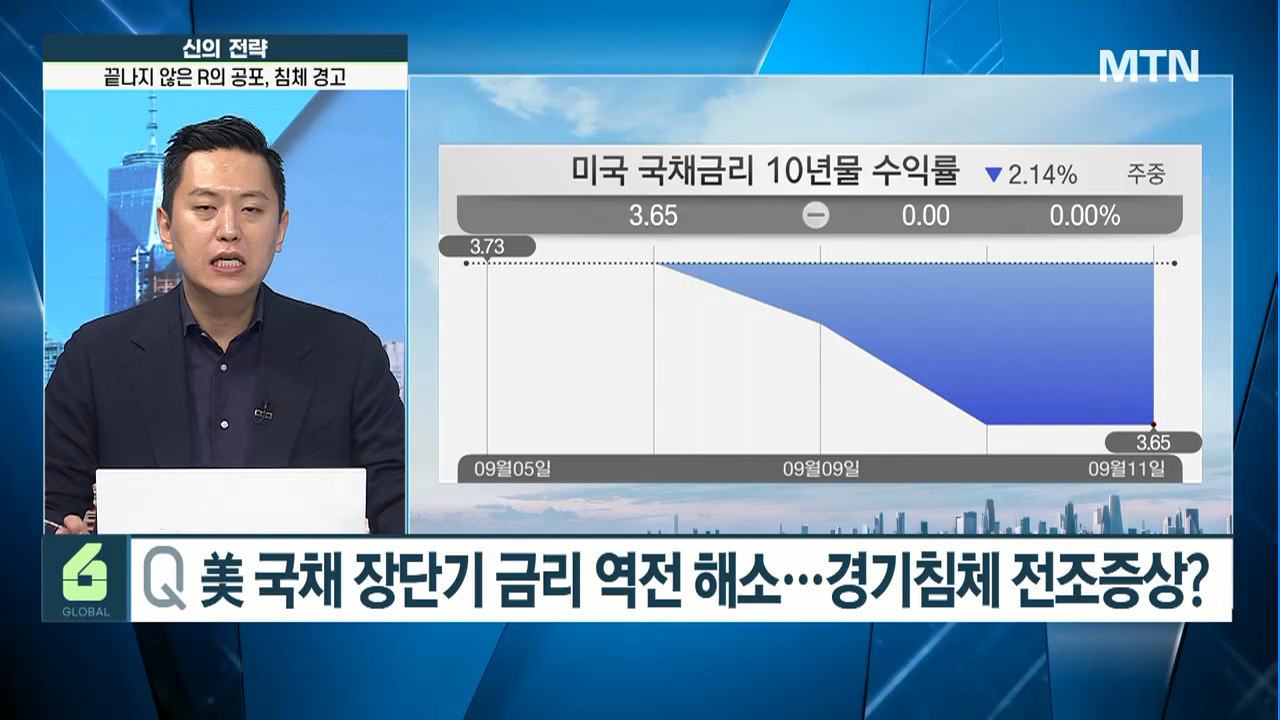 신의 전략
끝나지 않은 R의 공포, 침체 경고
MTN
미국 국채금리 10년물 수익률 ▼2.14% 주중
3.65 0.00 0.00%
3.73
3.65
09월05일 09월09일 09월11일
6 GLOBAL
Q 美 국채 장단기 금리 역전 해소…경기침체 전조증상?